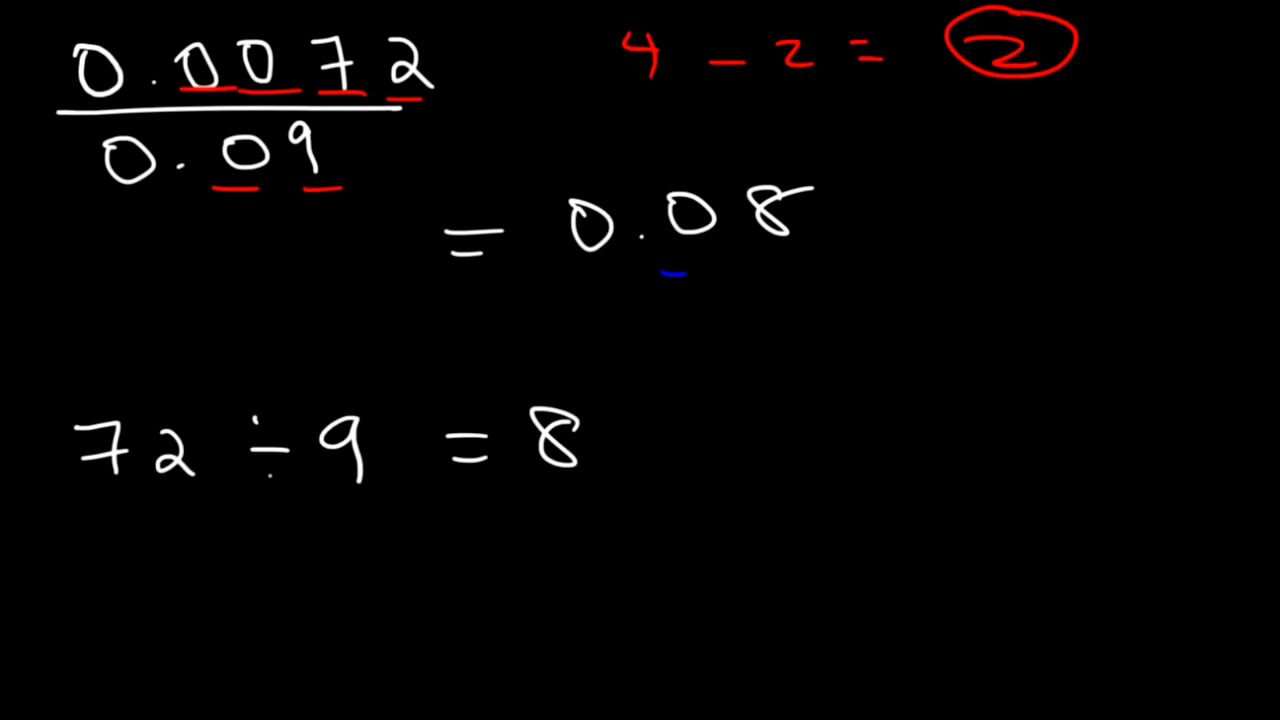 0.0072
4 - 2 = 2
0.09
= 0.08
72 ÷ 9 = 8